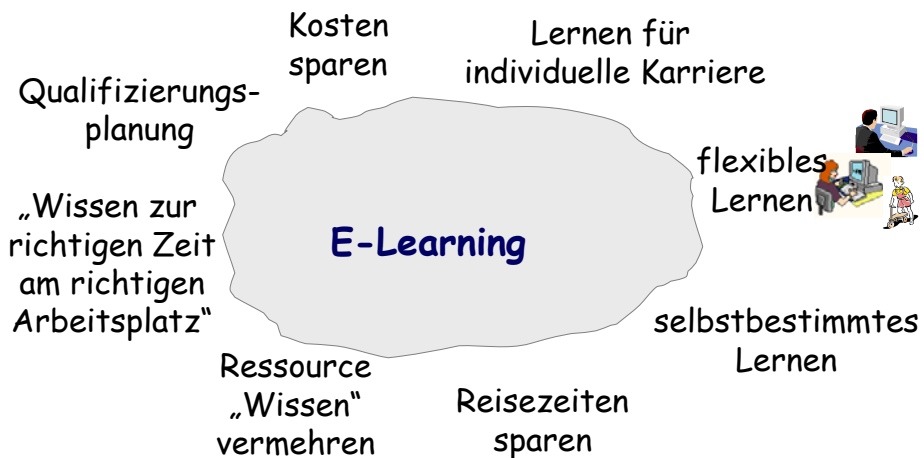 Kosten
sparen
Lernen für
individuelle Karriere
Qualifizierungs-
planung
flexibles
Lernen
„Wissen zur
richtigen Zeit
am richtigen
Arbeitsplatz“
E-Learning
selbstbestimmtes
Lernen
Ressource
„Wissen“
vermehren
Reisezeiten
sparen